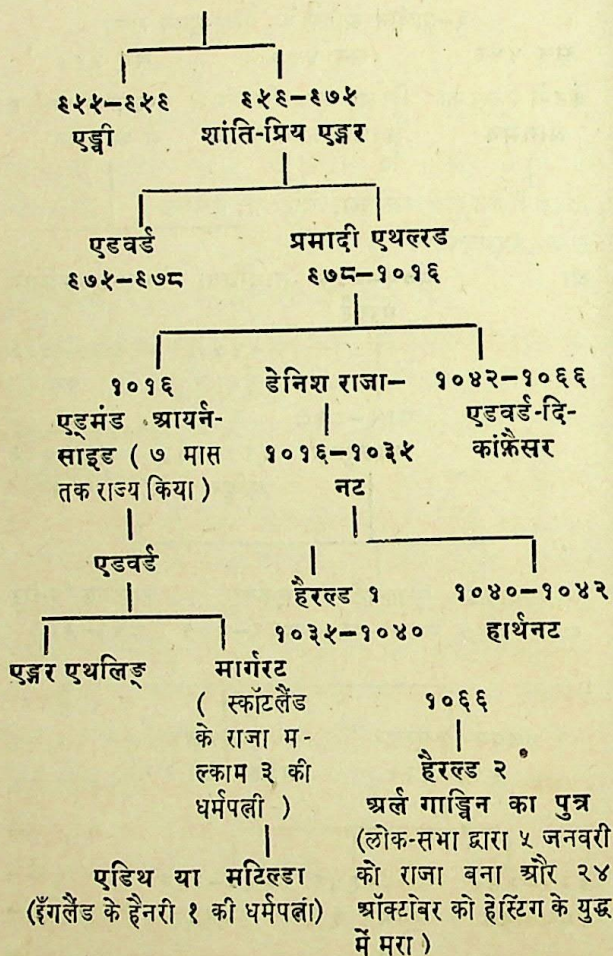 ९५५–९५९ ९५९–९७५
एड्वी शांति-प्रिय एड्गर
एडवर्ड प्रमादी एथल्रड
९७५–९७८ ९७८–१०१६
१०१६ डेनिश राजा– १०४२–१०६६
एड्मंड आयर्न- एडवर्ड-दि-
साइड ( ७ मास १०१६–१०३५ कांफ़ैसर
तक राज्य किया ) नट
एडवर्ड
हैरल्ड १ १०४०–१०४२
१०३५–१०४० हार्थनट
एड्गर एथलिङ् मार्गरट
( स्कॉटलैंड १०६६
के राजा म-
ल्काम ३ की हैरल्ड २
धर्मपत्नी ) अर्ल गाड्विन का पुत्र
(लोक-सभा द्वारा ५ जनवरी
एडिथ या मटिल्डा को राजा बना और २४
(इँगलैंड के हैनरी १ की धर्मपत्नी) ऑक्टोबर को हेस्टिंग के युद्ध
में मरा )